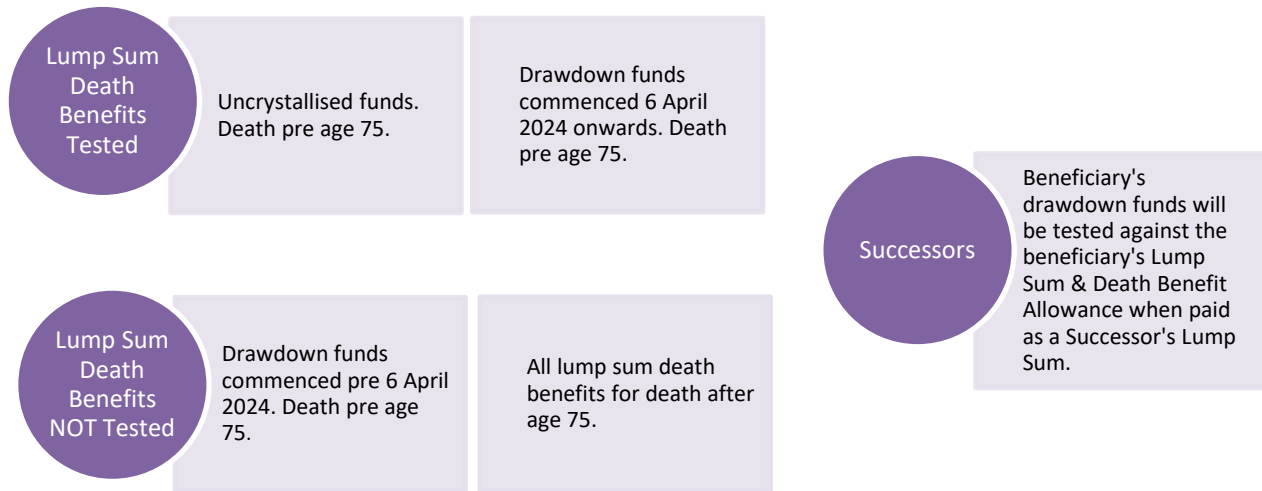 Lump Sum
Death
Benefits
Tested
Uncrystallised funds.
Death pre age 75.
Drawdown funds
commenced 6 April
2024 onwards. Death
pre age 75.
Lump Sum
Death
Benefits
NOT Tested
Drawdown funds
commenced pre 6 April
2024. Death pre age
75.
All lump sum death
benefits for death after
age 75.
Successors
Beneficiary's
drawdown funds will
be tested against the
beneficiary's Lump
Sum & Death Benefit
Allowance when paid
as a Successor's Lump
Sum.